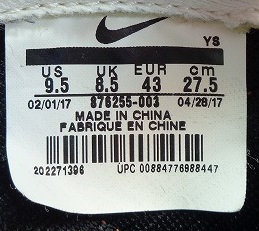 YS
US UK EUR cm
9.5 8.5 43 27.5
02/01/17 876255-003 04/28/17
MADE IN CHINA
FABRIQUE EN CHINE
202271396 UPC 00884776988447